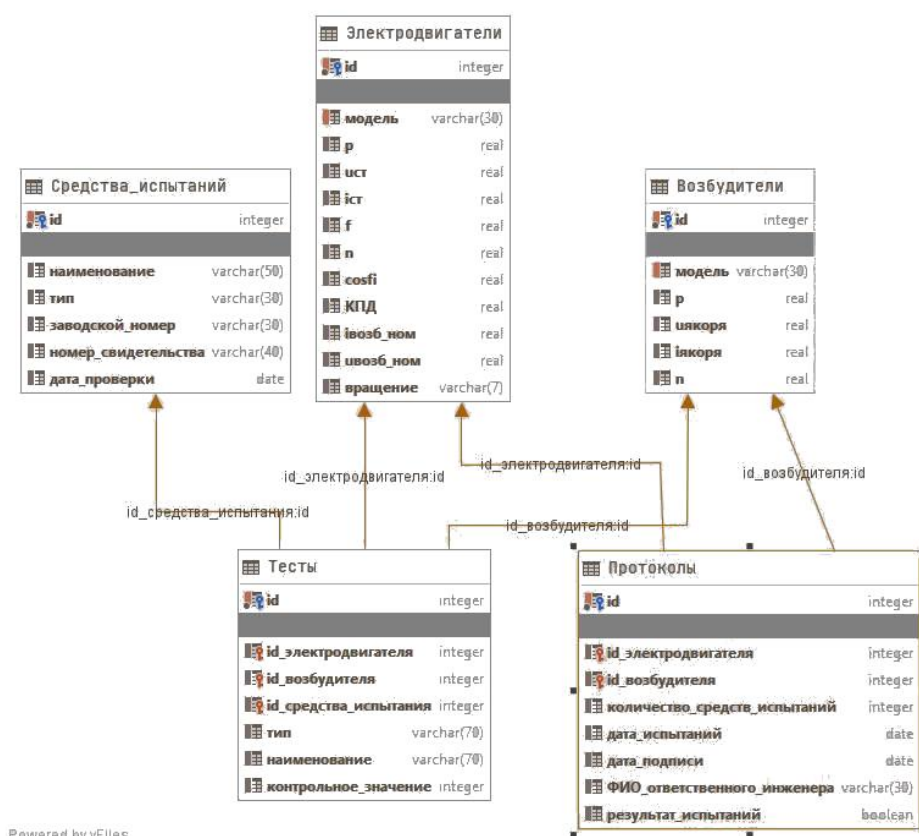 Электродвигатели
id integer
модель varchar(30)
p real
uст real
iст real
f real
n real
cosfi real
КПД real
iвозб_ном real
uвозб_ном real
вращение varchar(7)
Средства_испытаний
id integer
наименование varchar(50)
тип varchar(30)
заводской_номер varchar(30)
номер_свидетельства varchar(40)
дата_проверки date
Возбудители
id integer
модель varchar(30)
p real
uякоря real
iякоря real
n real
id_средства_испытания:id
id_электродвигателя:id
id_электродвигателя:id
id_возбудителя:id
id_возбудителя:id
Тесты
id integer
id_электродвигателя integer
id_возбудителя integer
id_средства_испытания integer
тип varchar(70)
наименование varchar(70)
контрольное_значение integer
Протоколы
id integer
id_электродвигателя integer
id_возбудителя integer
количество_средств_испытаний integer
дата_испытаний date
дата_подписи date
ФИО_ответственного_инженера varchar(30)
результат_испытаний boolean
Powered by yFiles